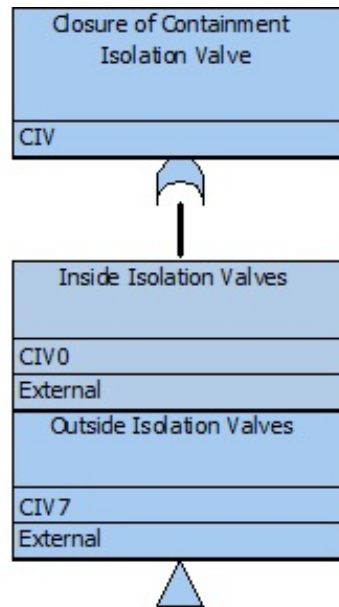 Closure of Containment
Isolation Valve
CIV
Inside Isolation Valves
CIV0
External
Outside Isolation Valves
CIV7
External